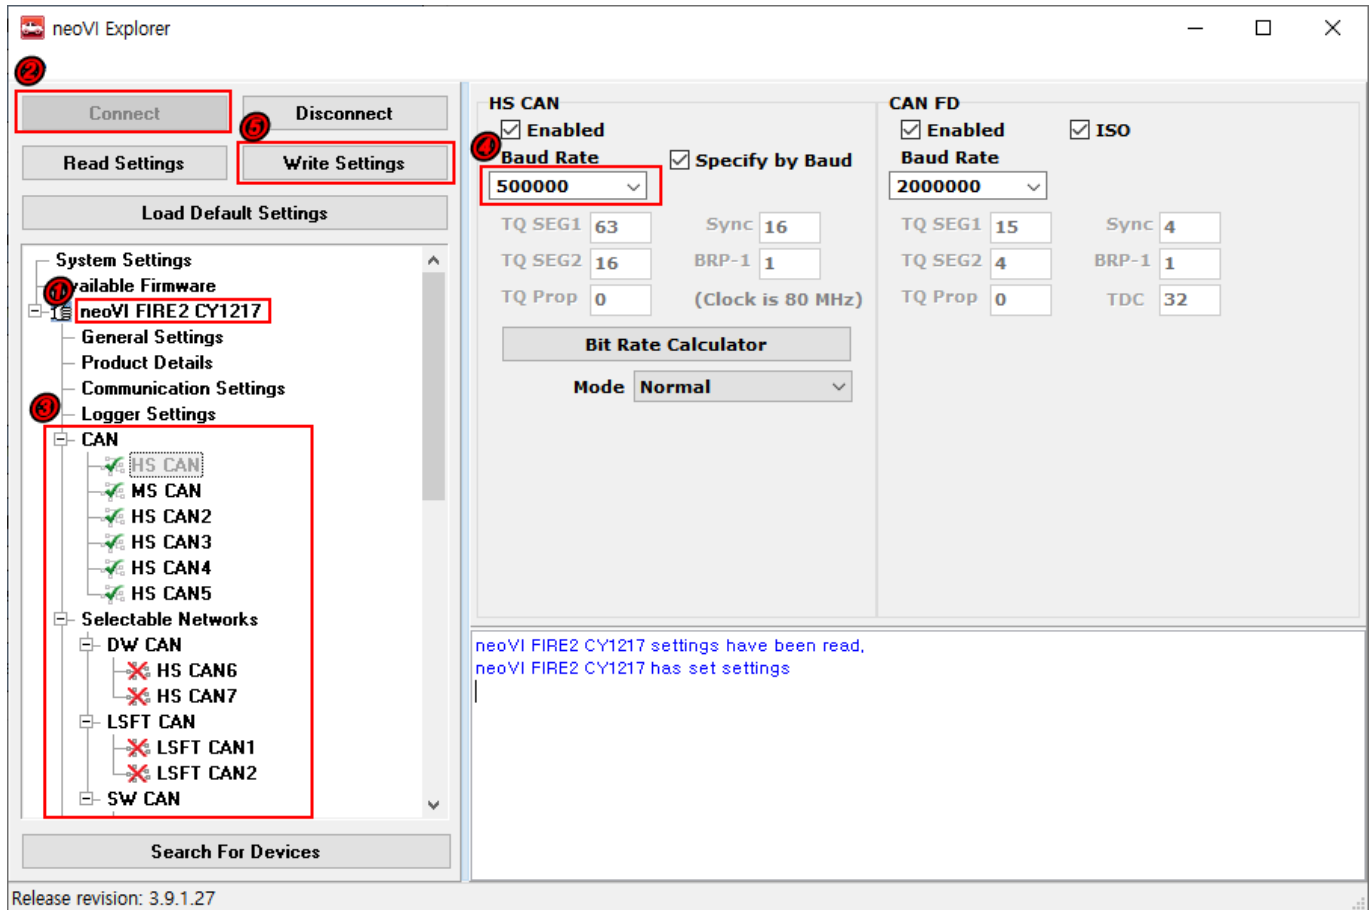 neoVI Explorer
②
Connect
Disconnect
⑤
Read Settings
Write Settings
Load Default Settings
System Settings
Available Firmware
①
neoVI FIRE2 CY1217
General Settings
Product Details
Communication Settings
③
Logger Settings
CAN
HS CAN
MS CAN
HS CAN2
HS CAN3
HS CAN4
HS CAN5
Selectable Networks
DW CAN
HS CAN6
HS CAN7
LSFT CAN
LSFT CAN1
LSFT CAN2
SW CAN
Search For Devices
HS CAN
Enabled
④
Baud Rate
Specify by Baud
500000
TQ SEG1 63 Sync 16
TQ SEG2 16 BRP-1 1
TQ Prop 0 (Clock is 80 MHz)
Bit Rate Calculator
Mode Normal
CAN FD
Enabled ISO
Baud Rate
2000000
TQ SEG1 15 Sync 4
TQ SEG2 4 BRP-1 1
TQ Prop 0 TDC 32
neoVI FIRE2 CY1217 settings have been read,
neoVI FIRE2 CY1217 has set settings
Release revision: 3.9.1.27